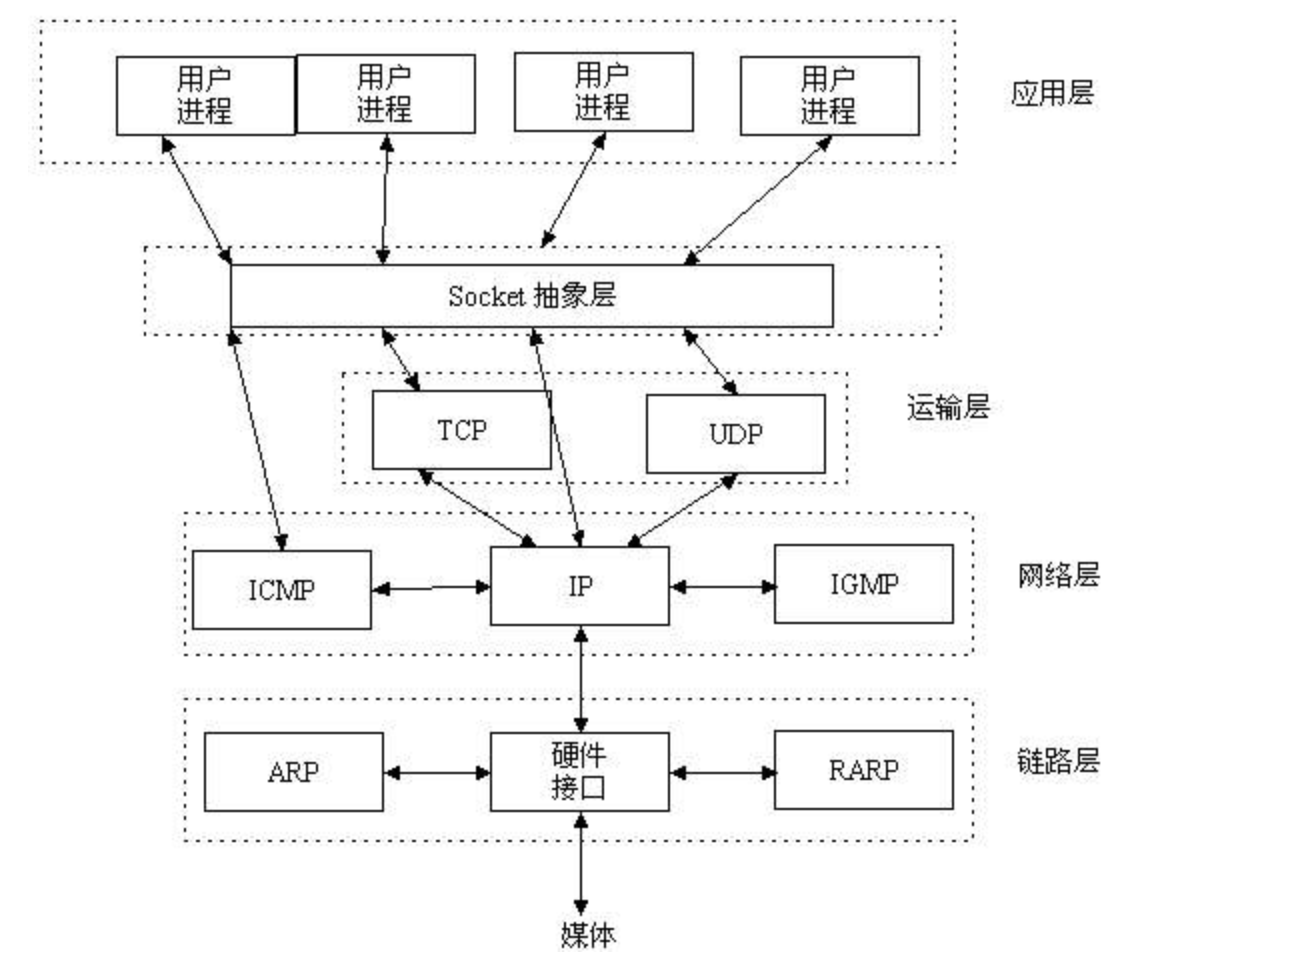 用户
进程
用户
进程
用户
进程
用户
进程
应用层
Socket 抽象层
TCP
UDP
运输层
ICMP
IP
IGMP
网络层
ARP
硬件
接口
RARP
链路层
媒体